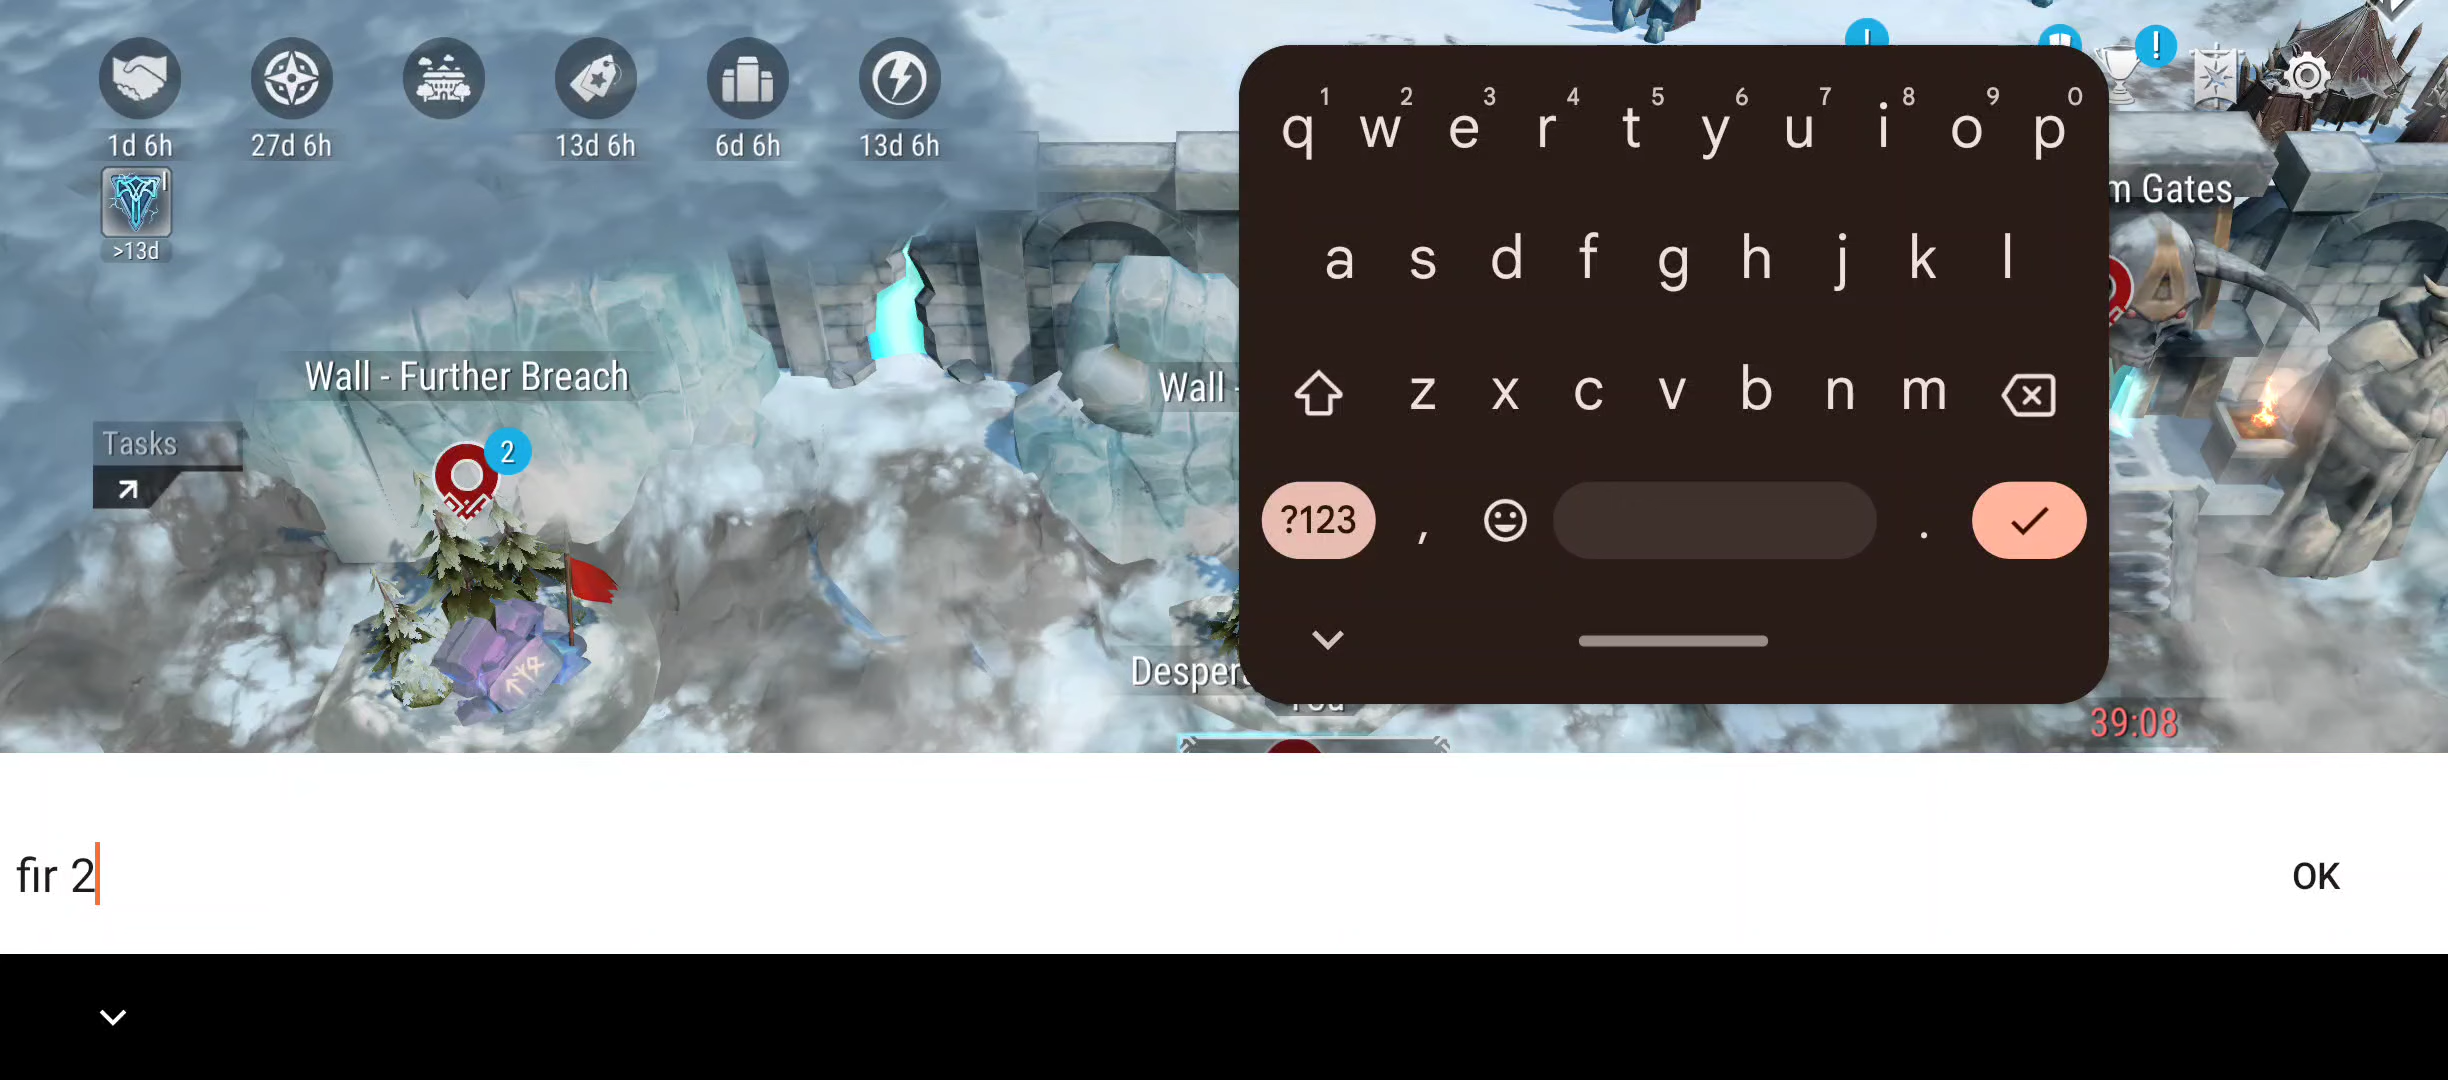 1d 6h
27d 6h
13d 6h
6d 6h
13d 6h
>13d
m Gates
Wall - Further Breach
Wall -
Tasks
2
Desper
39:08
1 2 3 4 5 6 7 8 9 0
q w e r t y u i o p
a s d f g h j k l
z x c v b n m
?123 , .
fir 2
OK